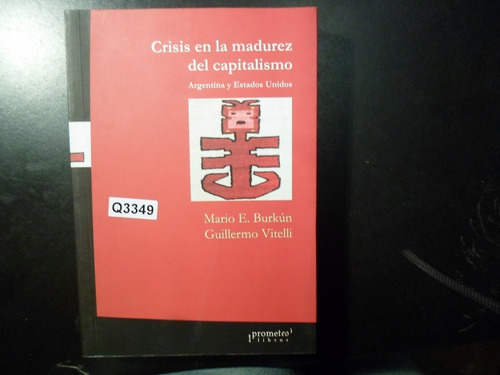 Crisis en la madurez
del capitalismo
Argentina y Estados Unidos
Q3349
Mario E. Burkún
Guillermo Vitelli
prometeo
libros